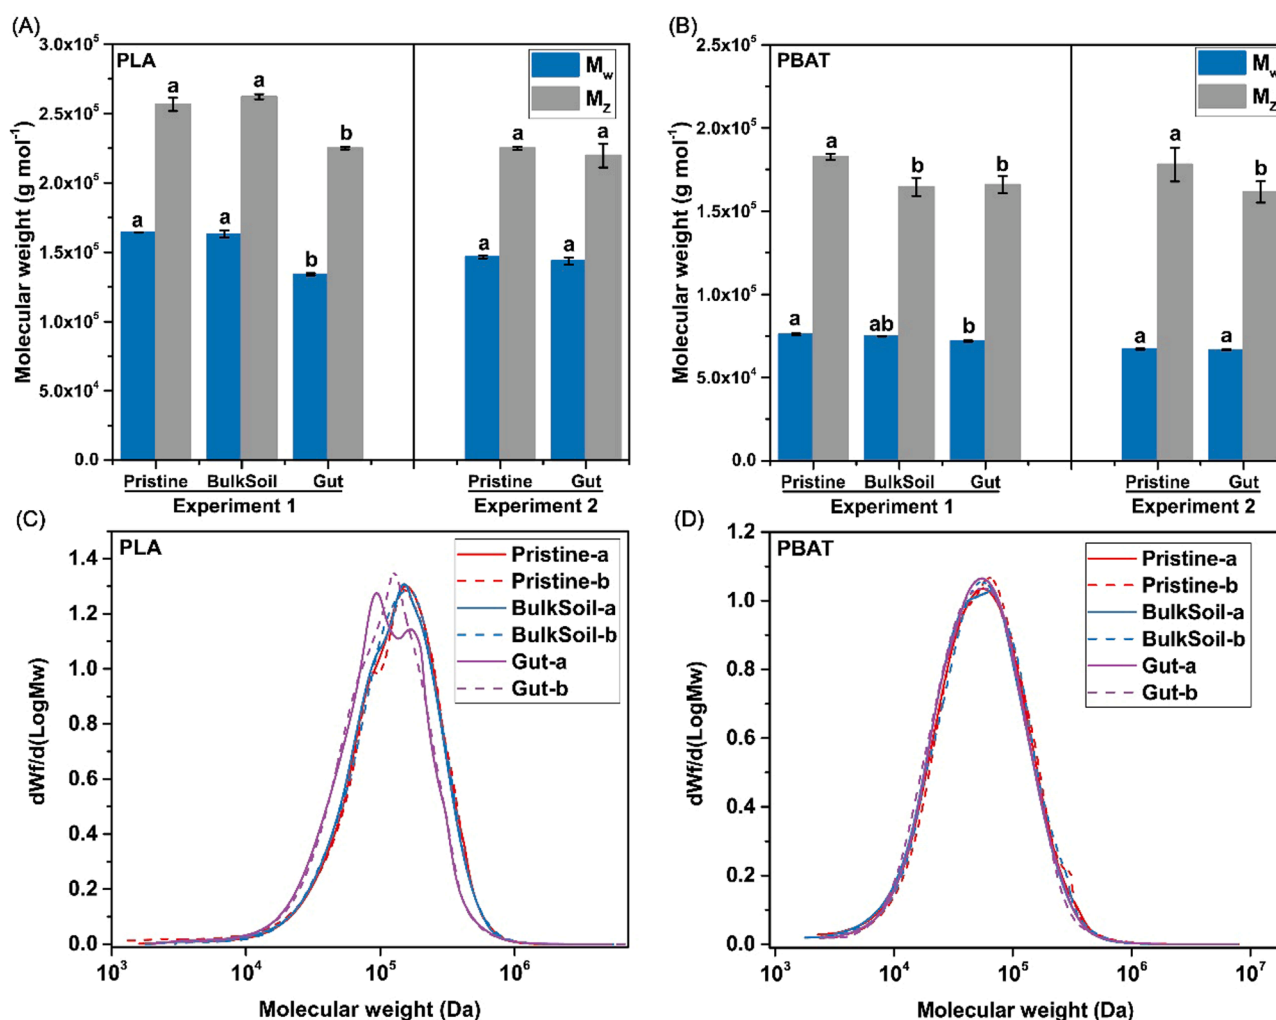 (A)
PLA
Mw
MZ
Molecular weight (g mol-1)
3.0x10^5
2.5x10^5
2.0x10^5
1.5x10^5
1.0x10^5
5.0x10^4
0.0
a
a
a
a
b
b
a
a
a
a
Pristine BulkSoil Gut Pristine Gut
Experiment 1 Experiment 2
(B)
PBAT
Mw
MZ
Molecular weight (g mol-1)
2.5x10^5
2.0x10^5
1.5x10^5
1.0x10^5
5.0x10^4
0.0
a
a
ab
b
b
b
a
a
a
b
Pristine BulkSoil Gut Pristine Gut
Experiment 1 Experiment 2
(C)
PLA
Pristine-a
Pristine-b
BulkSoil-a
BulkSoil-b
Gut-a
Gut-b
dWf/d(LogMw)
1.4
1.2
1.0
0.8
0.6
0.4
0.2
0.0
10^3 10^4 10^5 10^6
Molecular weight (Da)
(D)
PBAT
Pristine-a
Pristine-b
BulkSoil-a
BulkSoil-b
Gut-a
Gut-b
dWf/d(LogMw)
1.2
1.0
0.8
0.6
0.4
0.2
0.0
10^3 10^4 10^5 10^6 10^7
Molecular weight (Da)